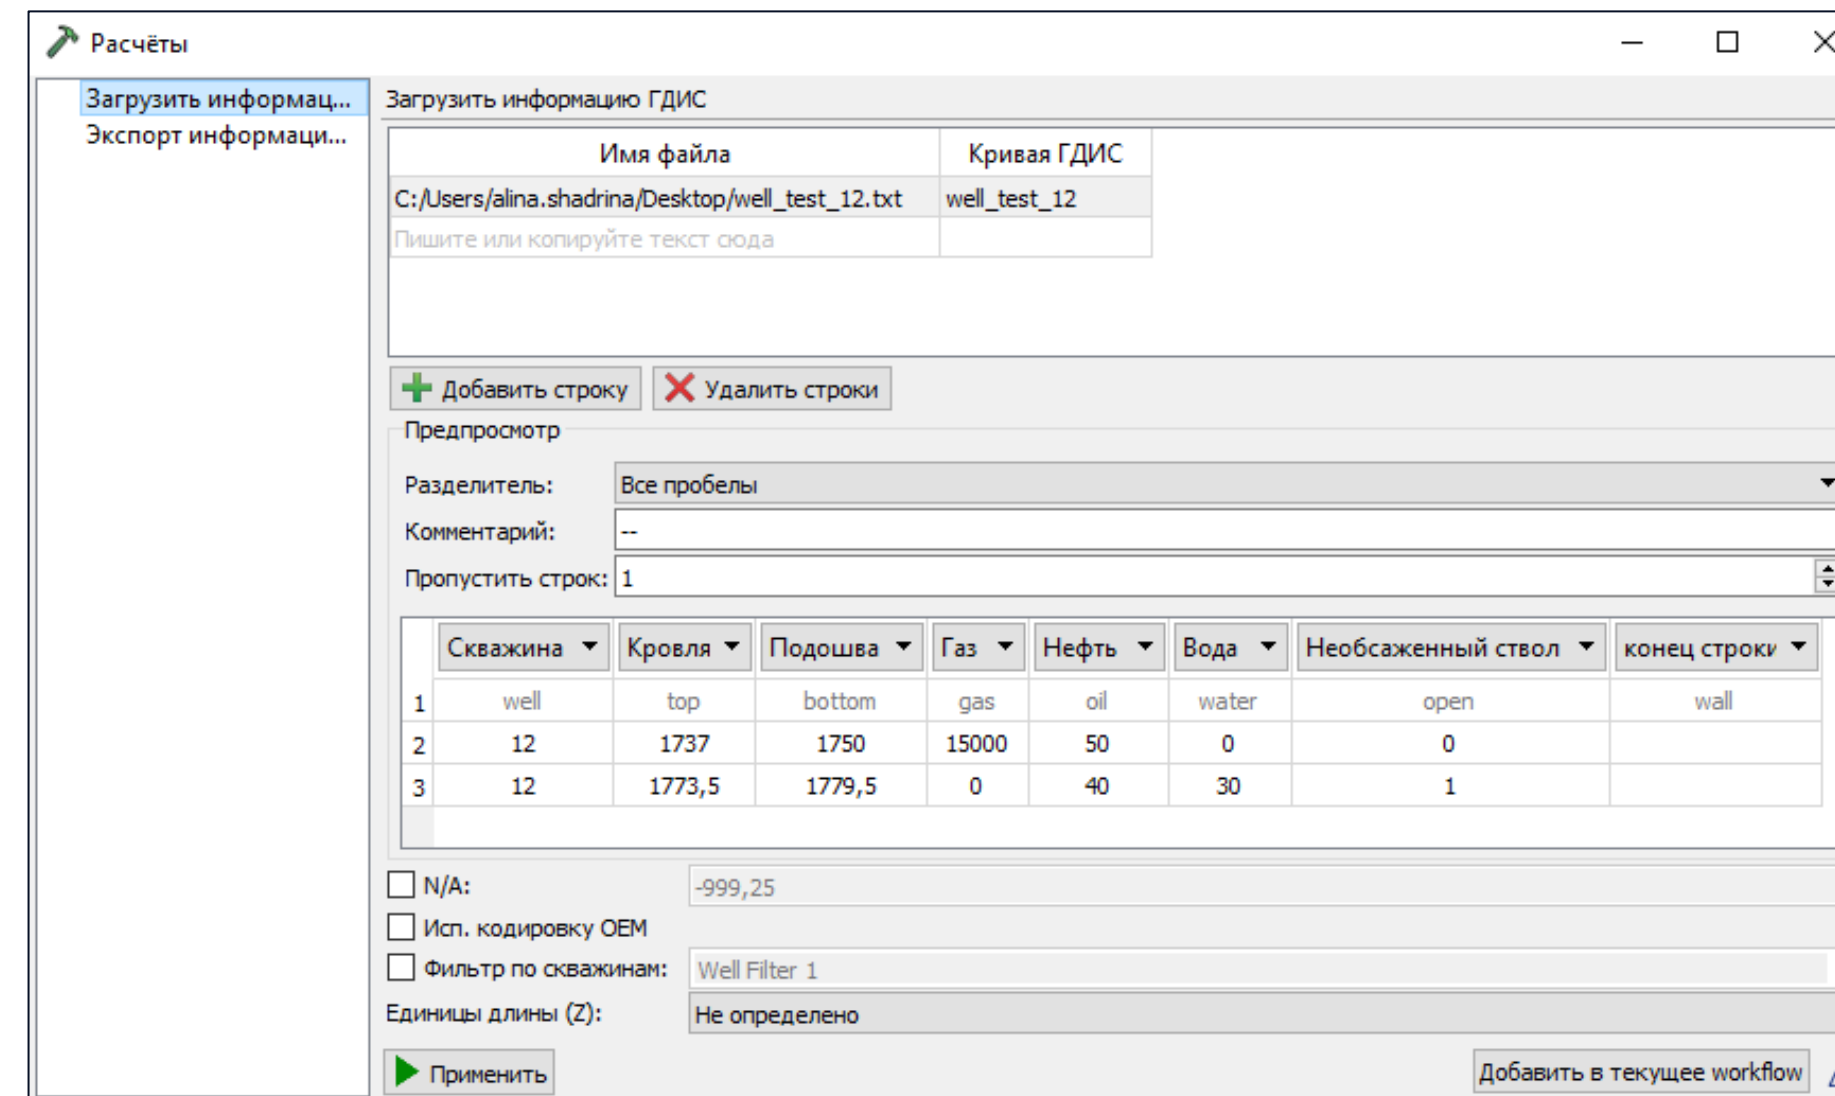 Расчёты
Загрузить информац...
Экспорт информаци...
Загрузить информацию ГДИС
Имя файла Кривая ГДИС
C:/Users/alina.shadrina/Desktop/well_test_12.txt well_test_12
Пишите или копируйте текст сюда
Добавить строку Удалить строки
Предпросмотр
Разделитель: Все пробелы
Комментарий: --
Пропустить строк: 1
Скважина Кровля Подошва Газ Нефть Вода Необсаженный ствол конец строки
1 well top bottom gas oil water open wall
2 12 1737 1750 15000 50 0 0
3 12 1773,5 1779,5 0 40 30 1
N/A: -999,25
Исп. кодировку OEM
Фильтр по скважинам: Well Filter 1
Единицы длины (Z): Не определено
Применить Добавить в текущее workflow